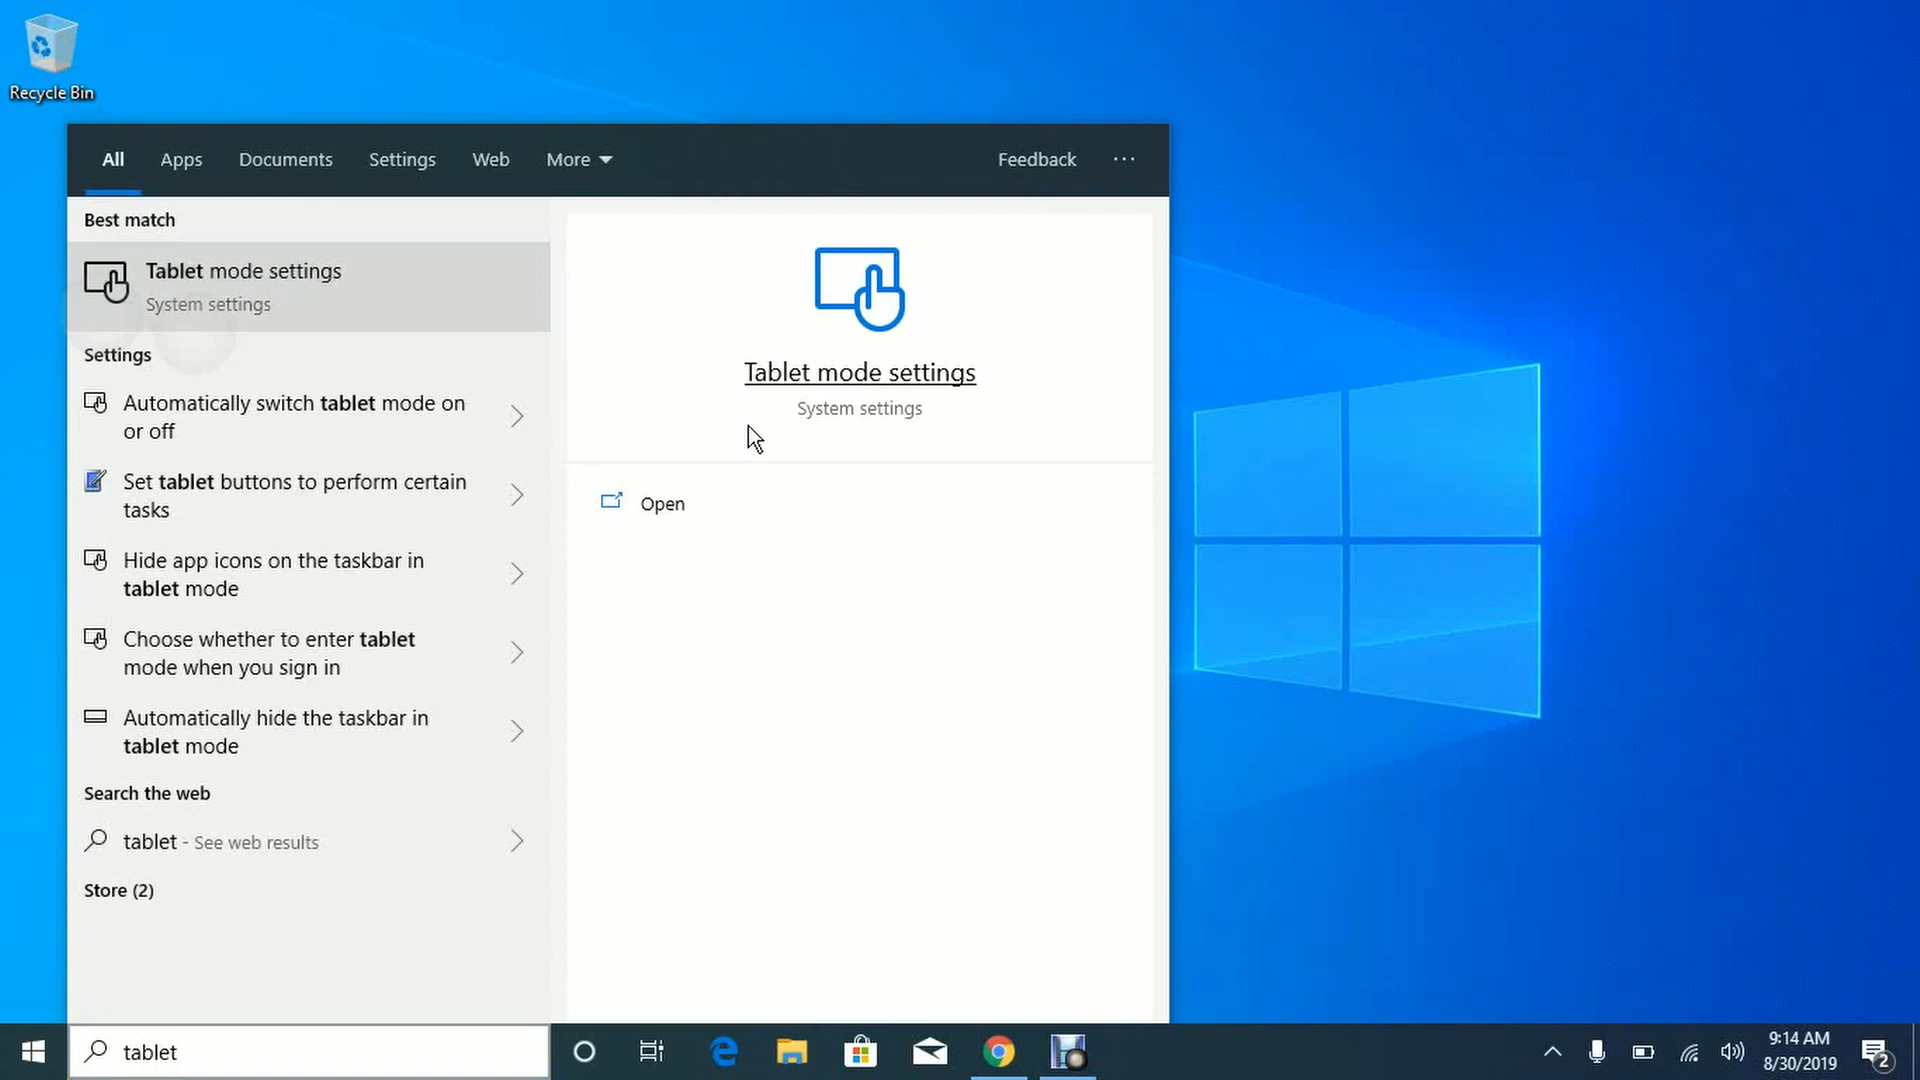 Recycle Bin
All Apps Documents Settings Web More Feedback ...
Best match
Tablet mode settings
System settings
Settings
Automatically switch tablet mode on
or off
Set tablet buttons to perform certain
tasks
Hide app icons on the taskbar in
tablet mode
Choose whether to enter tablet
mode when you sign in
Automatically hide the taskbar in
tablet mode
Search the web
tablet - See web results
Store (2)
Tablet mode settings
System settings
Open
tablet
9:14 AM
8/30/2019
2